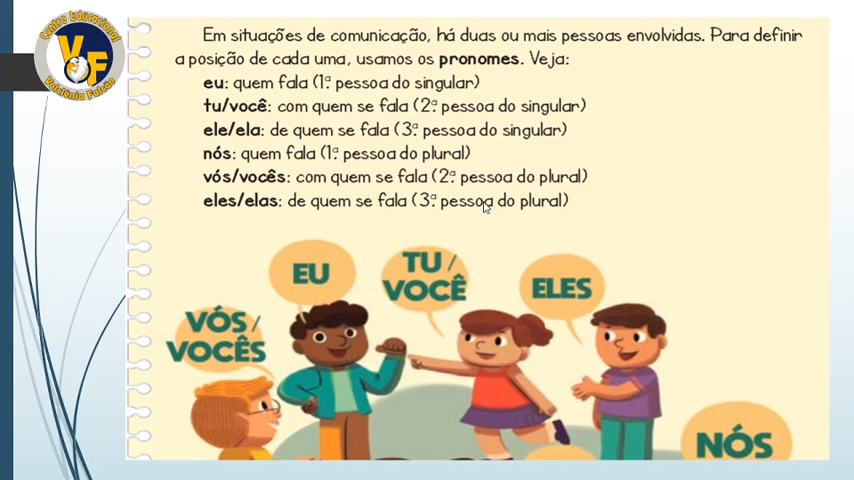 Centro Educacional
VF
Valciênia Falcão
Em situações de comunicação, há duas ou mais pessoas envolvidas. Para definir
a posição de cada uma, usamos os pronomes. Veja:
eu: quem fala (1ª pessoa do singular)
tu/você: com quem se fala (2ª pessoa do singular)
ele/ela: de quem se fala (3ª pessoa do singular)
nós: quem fala (1ª pessoa do plural)
vós/vocês: com quem se fala (2ª pessoa do plural)
eles/elas: de quem se fala (3ª pessoa do plural)
EU
TU /
VOCÊ
ELES
VÓS /
VOCÊS
NÓS